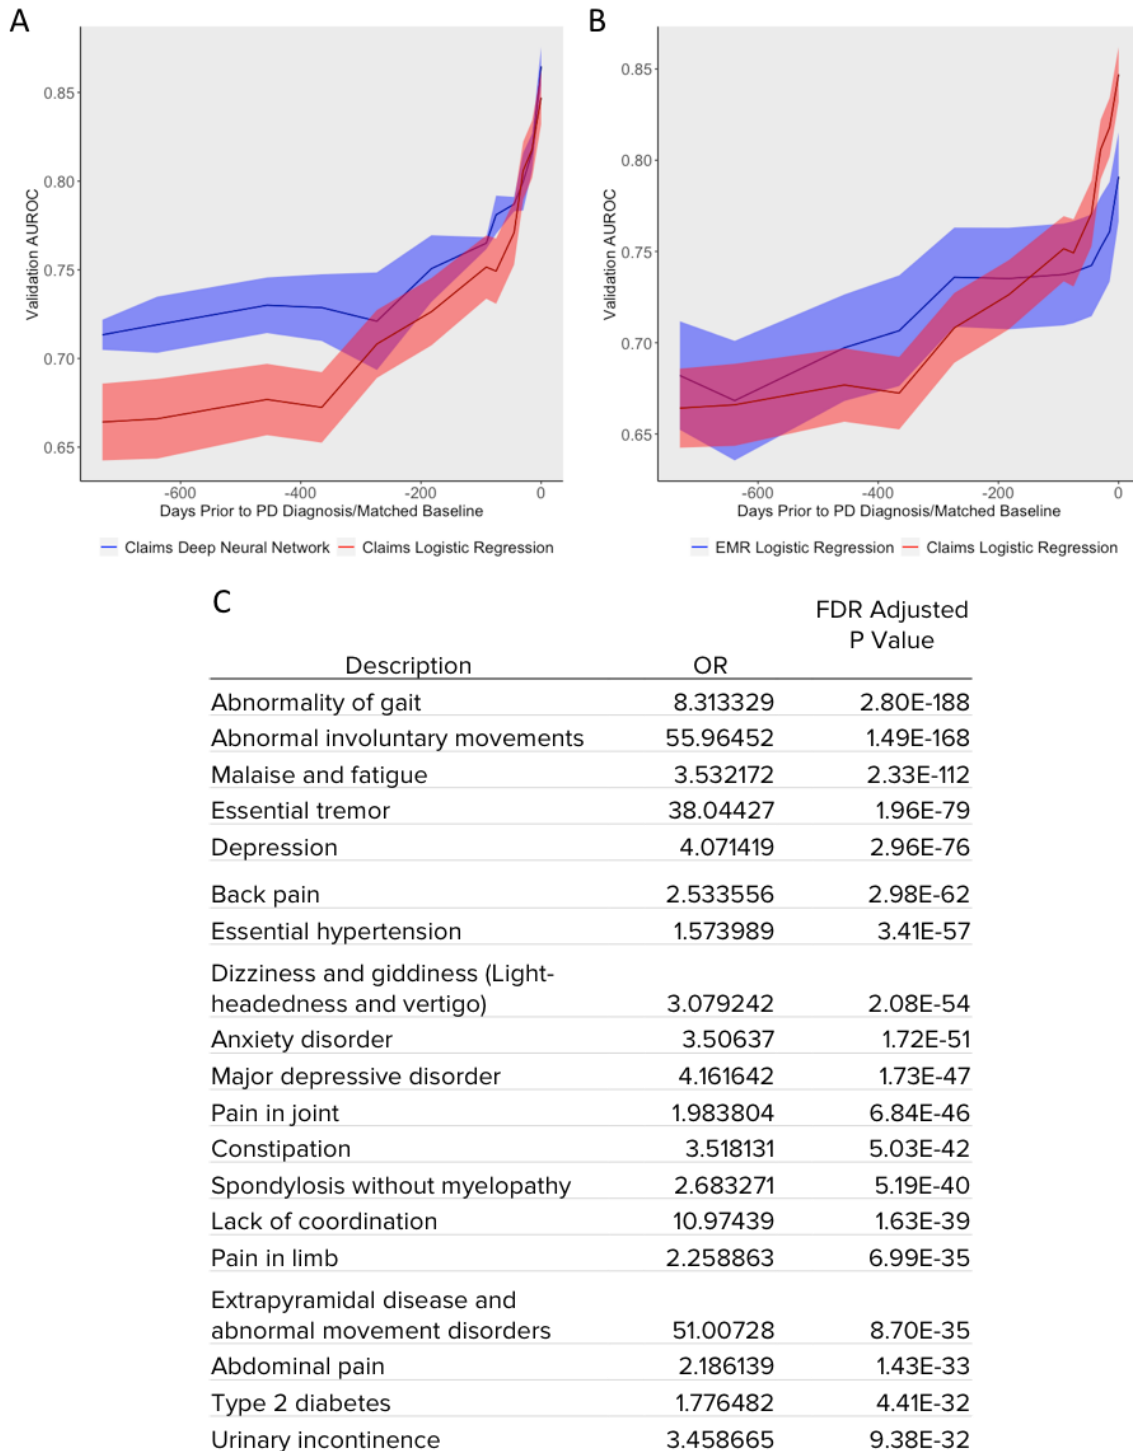 A
B
Validation AUROC
0.85
0.80
0.75
0.70
0.65
-600
-400
-200
0
Days Prior to PD Diagnosis/Matched Baseline
Claims Deep Neural Network
Claims Logistic Regression
Validation AUROC
0.85
0.80
0.75
0.70
0.65
-600
-400
-200
0
Days Prior to PD Diagnosis/Matched Baseline
EMR Logistic Regression
Claims Logistic Regression
C
FDR Adjusted
P Value
Description OR
Abnormality of gait 8.313329 2.80E-188
Abnormal involuntary movements 55.96452 1.49E-168
Malaise and fatigue 3.532172 2.33E-112
Essential tremor 38.04427 1.96E-79
Depression 4.071419 2.96E-76
Back pain 2.533556 2.98E-62
Essential hypertension 1.573989 3.41E-57
Dizziness and giddiness (Light-
headedness and vertigo) 3.079242 2.08E-54
Anxiety disorder 3.50637 1.72E-51
Major depressive disorder 4.161642 1.73E-47
Pain in joint 1.983804 6.84E-46
Constipation 3.518131 5.03E-42
Spondylosis without myelopathy 2.683271 5.19E-40
Lack of coordination 10.97439 1.63E-39
Pain in limb 2.258863 6.99E-35
Extrapyramidal disease and
abnormal movement disorders 51.00728 8.70E-35
Abdominal pain 2.186139 1.43E-33
Type 2 diabetes 1.776482 4.41E-32
Urinary incontinence 3.458665 9.38E-32